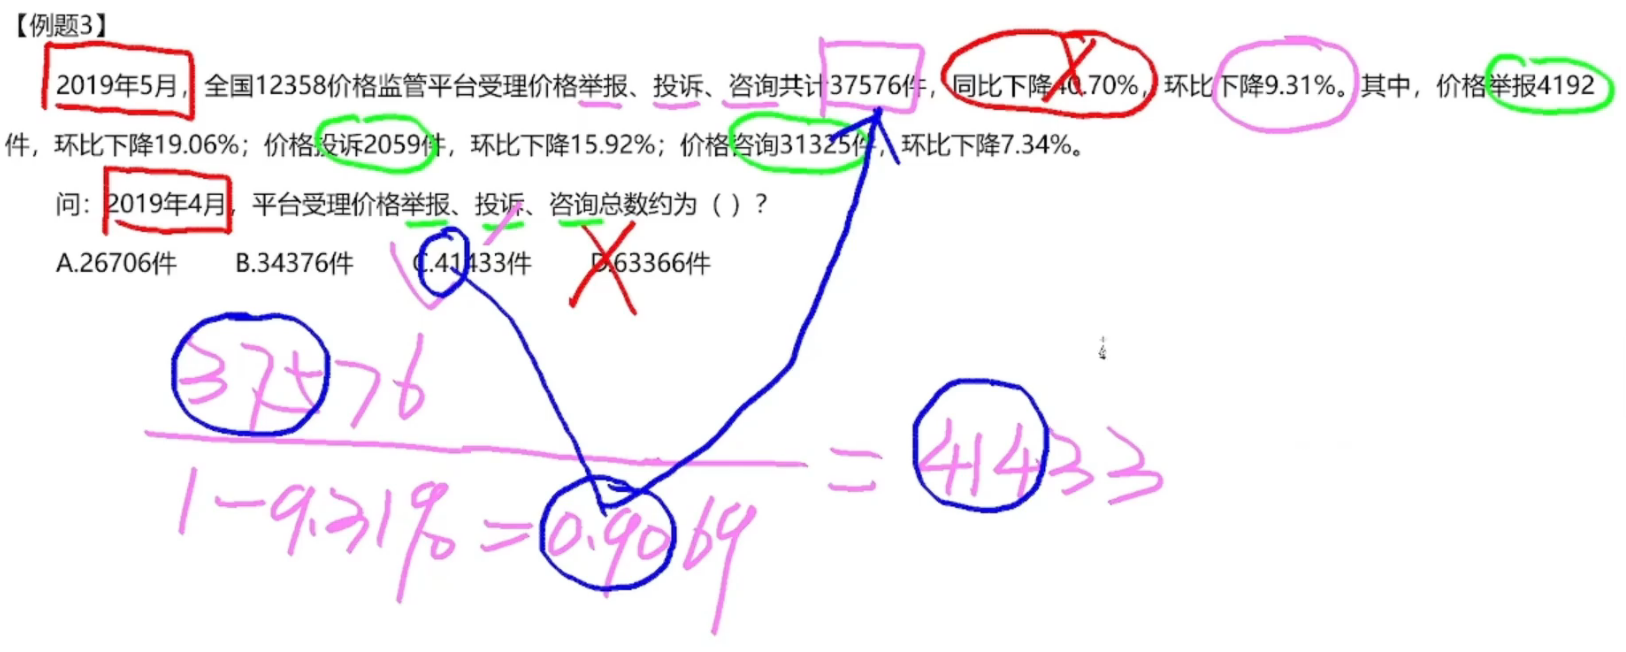 【例题3】
2019年5月，全国12358价格监管平台受理价格举报、投诉、咨询共计37576件，同比下降40.70%，环比下降9.31%。其中，价格举报4192
件，环比下降19.06%；价格投诉2059件，环比下降15.92%；价格咨询31325件，环比下降7.34%。
问：2019年4月，平台受理价格举报、投诉、咨询总数约为（ ）？
A.26706件 B.34376件 C.41433件 D.63366件
37576
1-9.31%=0.9069
=41433